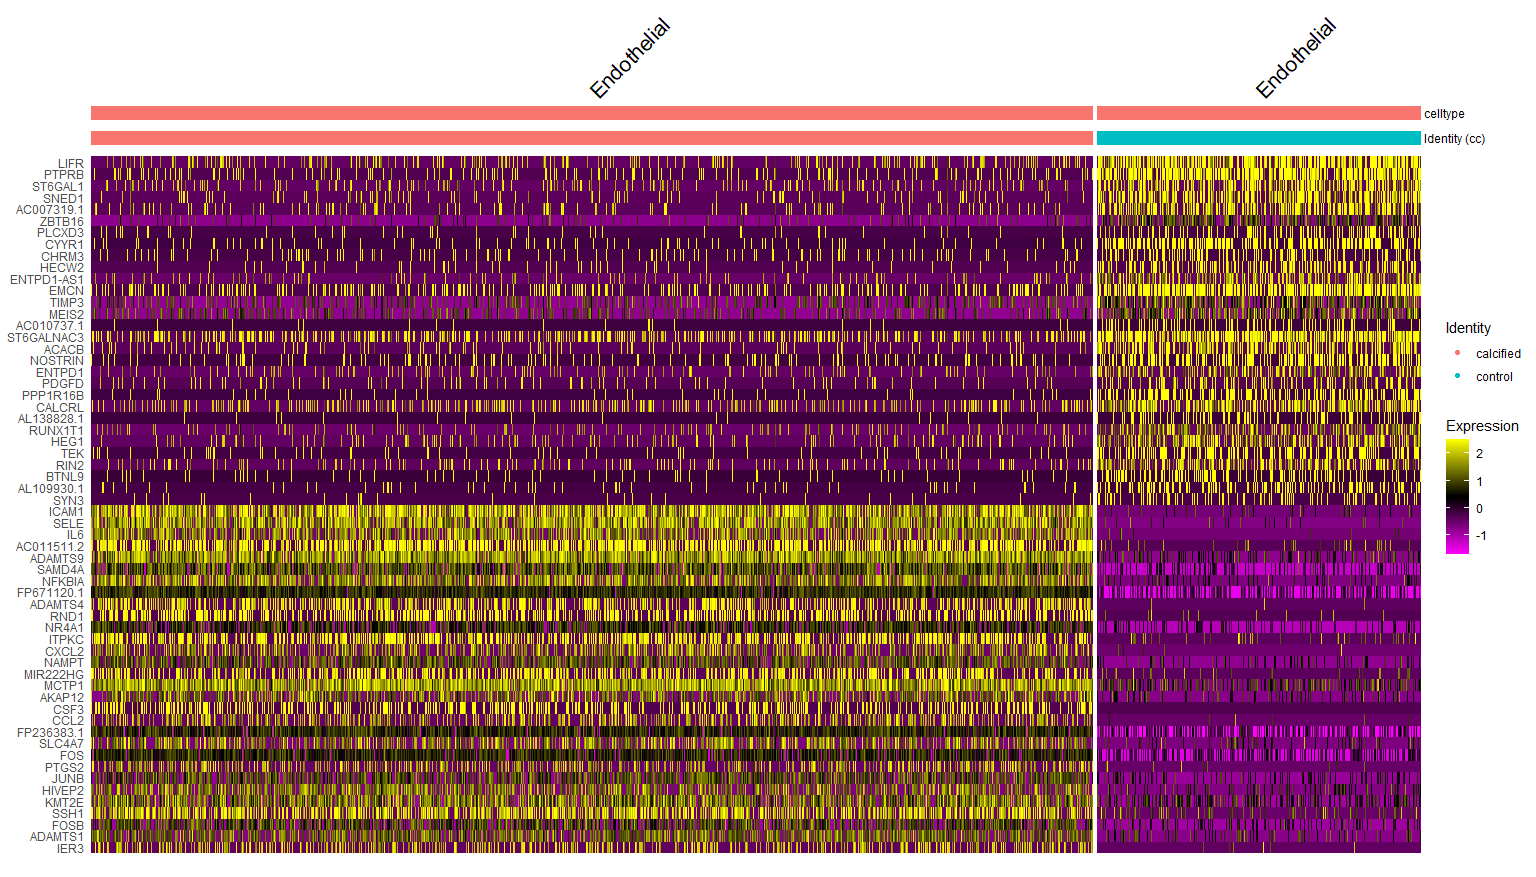 Endothelial
Endothelial
celltype
Identity (cc)
LIFR
PTPRB
ST6GAL1
SNED1
AC007319.1
ZBTB16
PLCXD3
CYYR1
CHRM3
HECW2
ENTPD1-AS1
EMCN
TIMP3
MEIS2
AC010737.1
ST6GALNAC3
ACACB
NOSTRIN
ENTPD1
PDGFD
PPP1R16B
CALCRL
AL138828.1
RUNX1T1
HEG1
TEK
RIN2
BTNL9
AL109930.1
SYN3
ICAM1
SELE
IL6
AC011511.2
ADAMTS9
SAMD4A
NFKBIA
FP671120.1
ADAMTS4
RND1
NR4A1
ITPKC
CXCL2
NAMPT
MIR222HG
MCTP1
AKAP12
CSF3
CCL2
FP236383.1
SLC4A7
FOS
PTGS2
JUNB
HIVEP2
KMT2E
SSH1
FOSB
ADAMTS1
IER3
Identity
calcified
control
Expression
2
1
0
-1